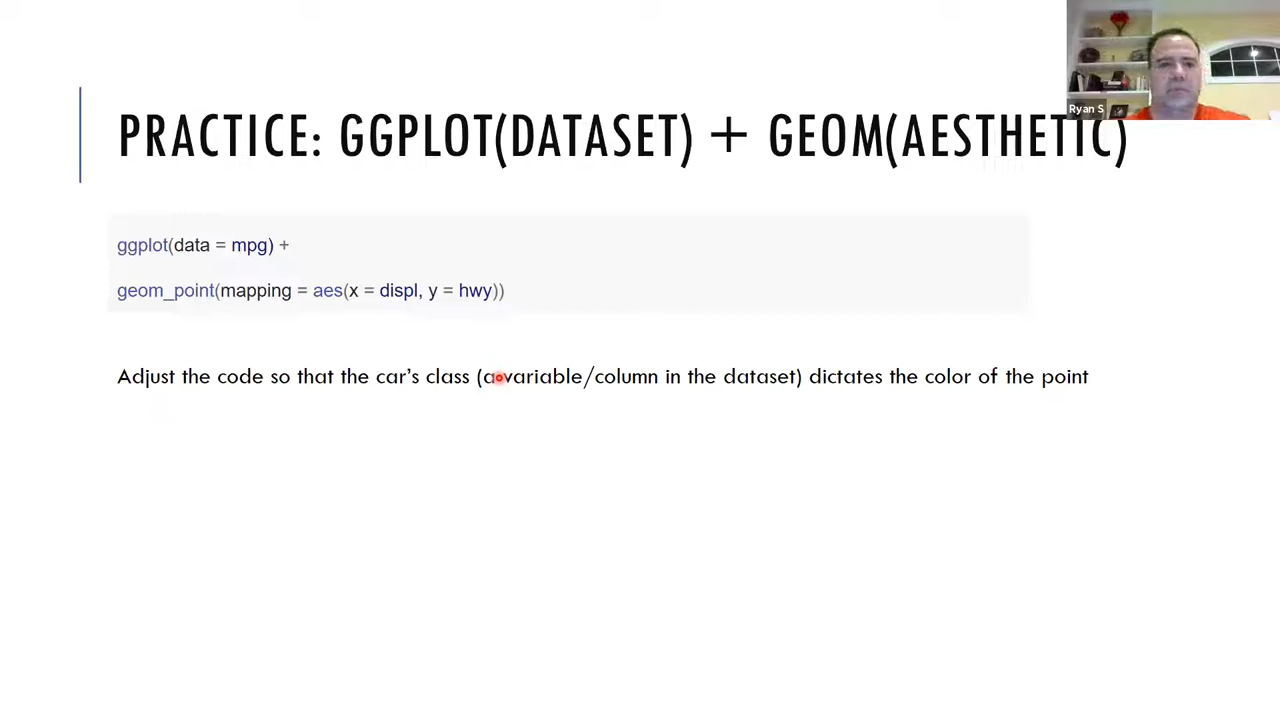 Ryan S
PRACTICE: GGPLOT(DATASET) + GEOM(AESTHETIC)
ggplot(data = mpg) +
geom_point(mapping = aes(x = displ, y = hwy))
Adjust the code so that the car's class (a variable/column in the dataset) dictates the color of the point